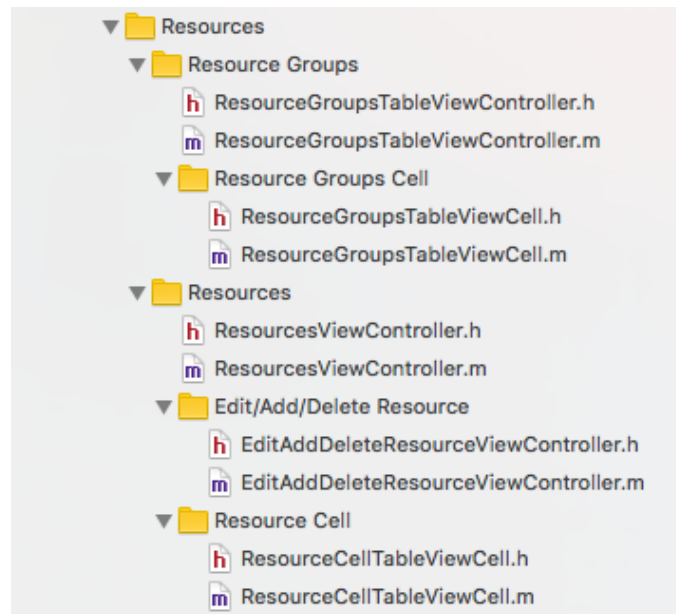 Resources
Resource Groups
h ResourceGroupsTableViewController.h
m ResourceGroupsTableViewController.m
Resource Groups Cell
h ResourceGroupsTableViewCell.h
m ResourceGroupsTableViewCell.m
Resources
h ResourcesViewController.h
m ResourcesViewController.m
Edit/Add/Delete Resource
h EditAddDeleteResourceViewController.h
m EditAddDeleteResourceViewController.m
Resource Cell
h ResourceCellTableViewCell.h
m ResourceCellTableViewCell.m